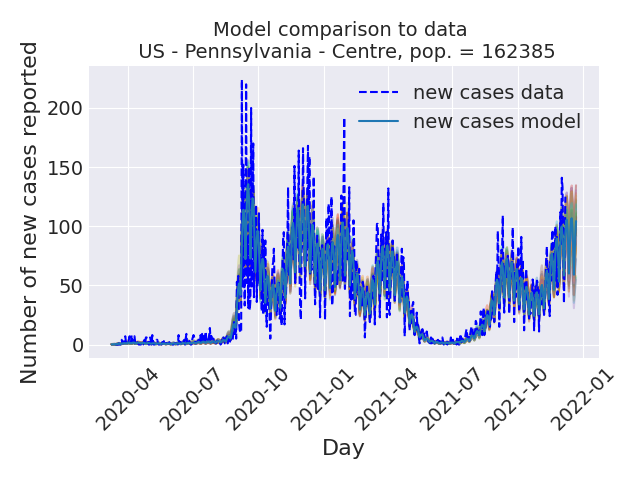 Model comparison to data
US - Pennsylvania - Centre, pop. = 162385
Number of new cases reported
200
150
100
50
0
new cases data
new cases model
2020-04
2020-07
2020-10
2021-01
2021-04
2021-07
2021-10
2022-01
Day